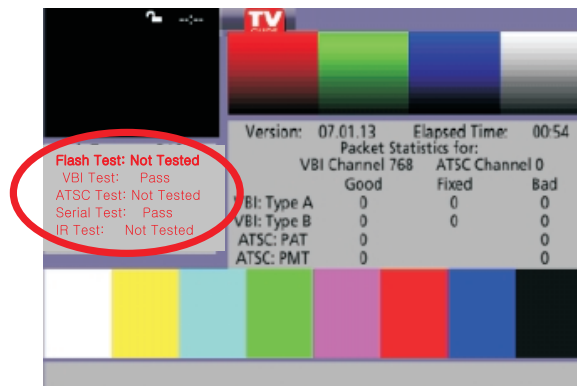 --:--
TV
GUIDE
Version: 07.01.13 Elapsed Time: 00:54
Packet Statistics for:
VBI Channel 768 ATSC Channel 0
Good Fixed Bad
VBI: Type A 0 0 0
VBI: Type B 0 0 0
ATSC: PAT 0 0
ATSC: PMT 0 0
Flash Test: Not Tested
VBI Test: Pass
ATSC Test: Not Tested
Serial Test: Pass
IR Test: Not Tested